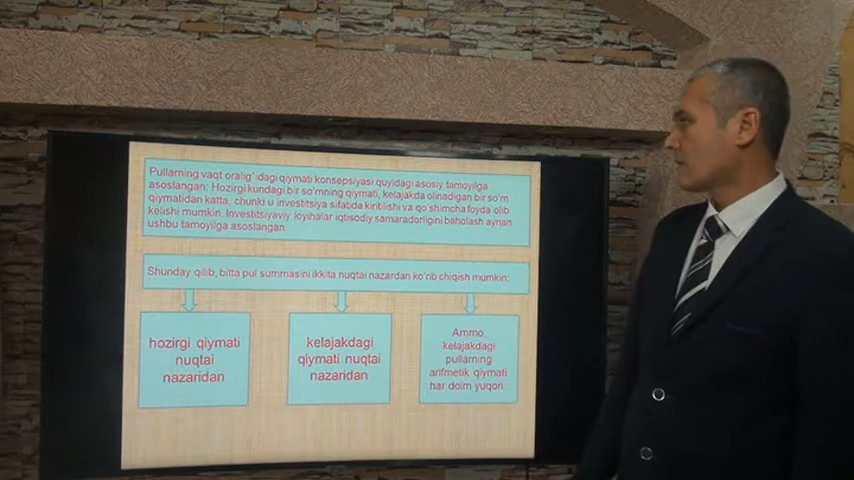 Pullarning vaqt oralig'idagi qiymati konsepsiyasi quyidagi asosiy tamoyilga
asoslangan: Hozirgi kundagi bir so'mning qiymati, kelajakda olinadigan bir so'm
qiymatidan katta, chunki u investitsiya sifatida kiritilishi va qo'shimcha foyda olib
kelishi mumkin. Investitsiyaviy loyihalar iqtisodiy samaradorligini baholash aynan
ushbu tamoyilga asoslangan.
Shunday qilib, bitta pul summasini ikkita nuqtai nazardan ko'rib chiqish mumkin:
hozirgi qiymati
nuqtai
nazaridan
kelajakdagi
qiymati nuqtai
nazaridan
Ammo,
kelajakdagi
pullarning
arifmetik qiymati
har doim yuqori.